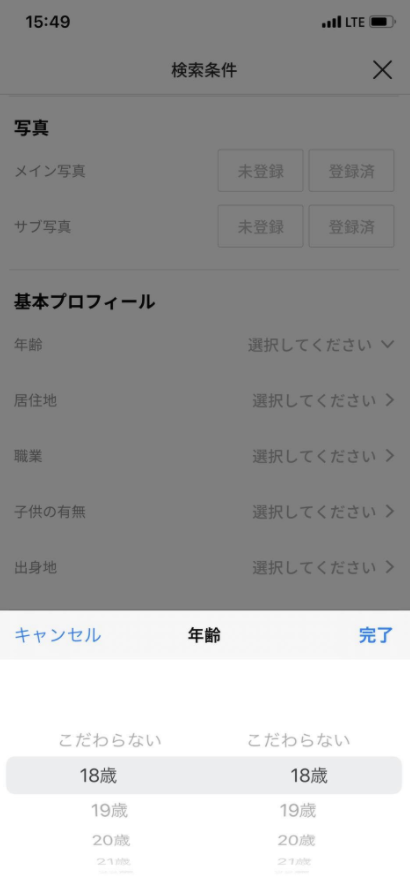 15:49 LTE
検索条件
写真
メイン写真 未登録 登録済
サブ写真 未登録 登録済
基本プロフィール
年齢 選択してください
居住地 選択してください
職業 選択してください
子供の有無 選択してください
出身地 選択してください
キャンセル 年齢 完了
こだわらない こだわらない
18歳 18歳
19歳 19歳
20歳 20歳
21歳 21歳